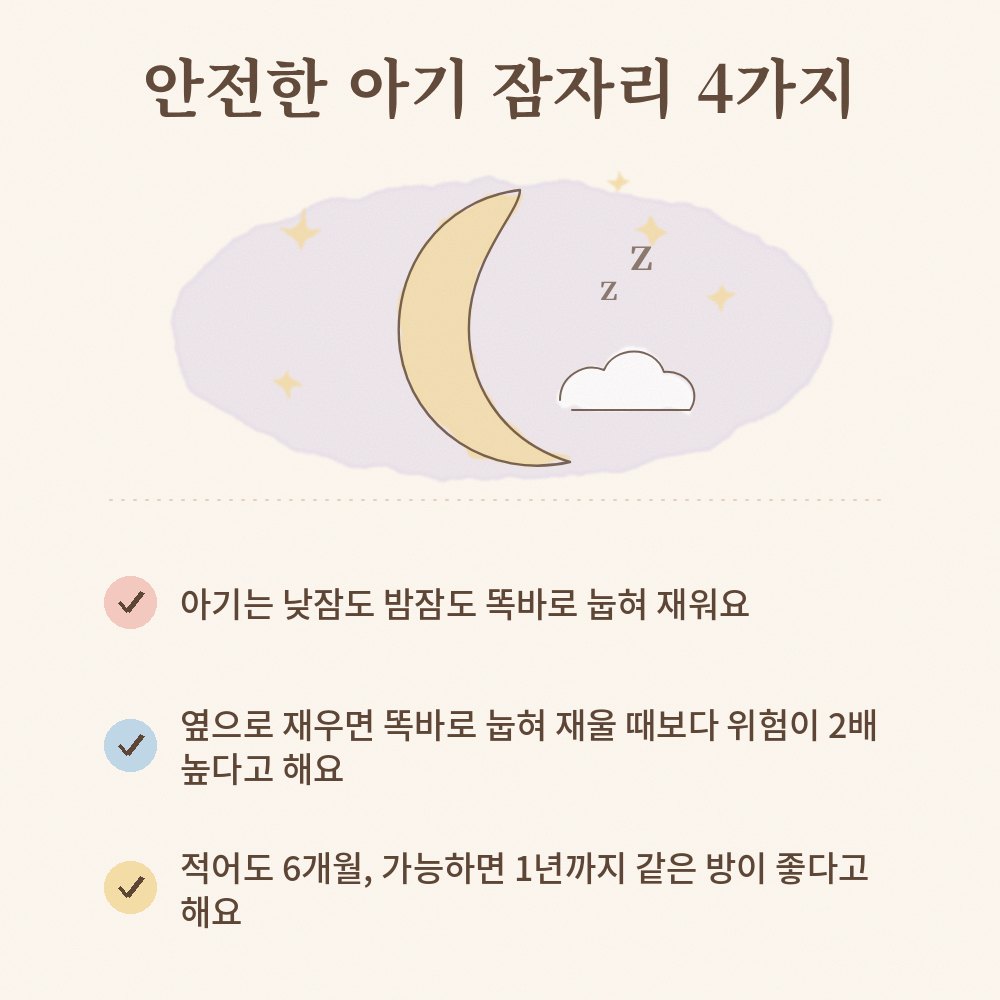 안전한 아기 잠자리 4가지
Z
z
아기는 낮잠도 밤잠도 똑바로 눕혀 재워요
옆으로 재우면 똑바로 눕혀 재울 때보다 위험이 2배
높다고 해요
적어도 6개월, 가능하면 1년까지 같은 방이 좋다고
해요